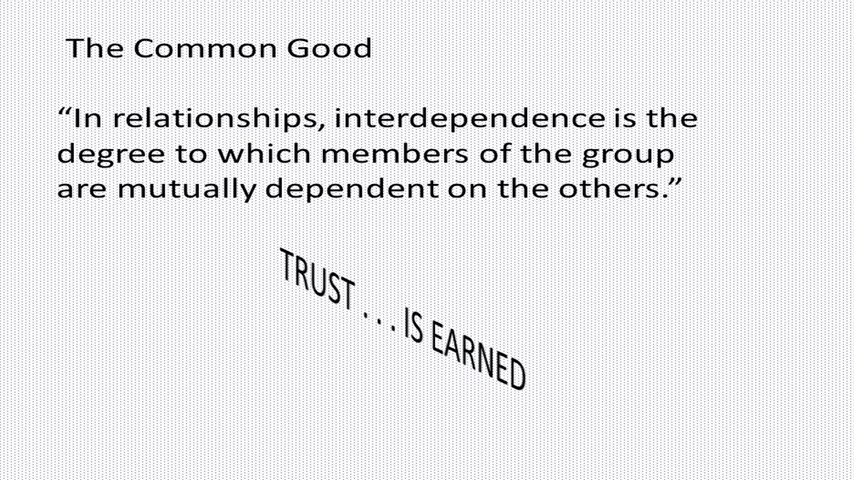 The Common Good
“In relationships, interdependence is the
degree to which members of the group
are mutually dependent on the others.”
TRUST . . . IS EARNED